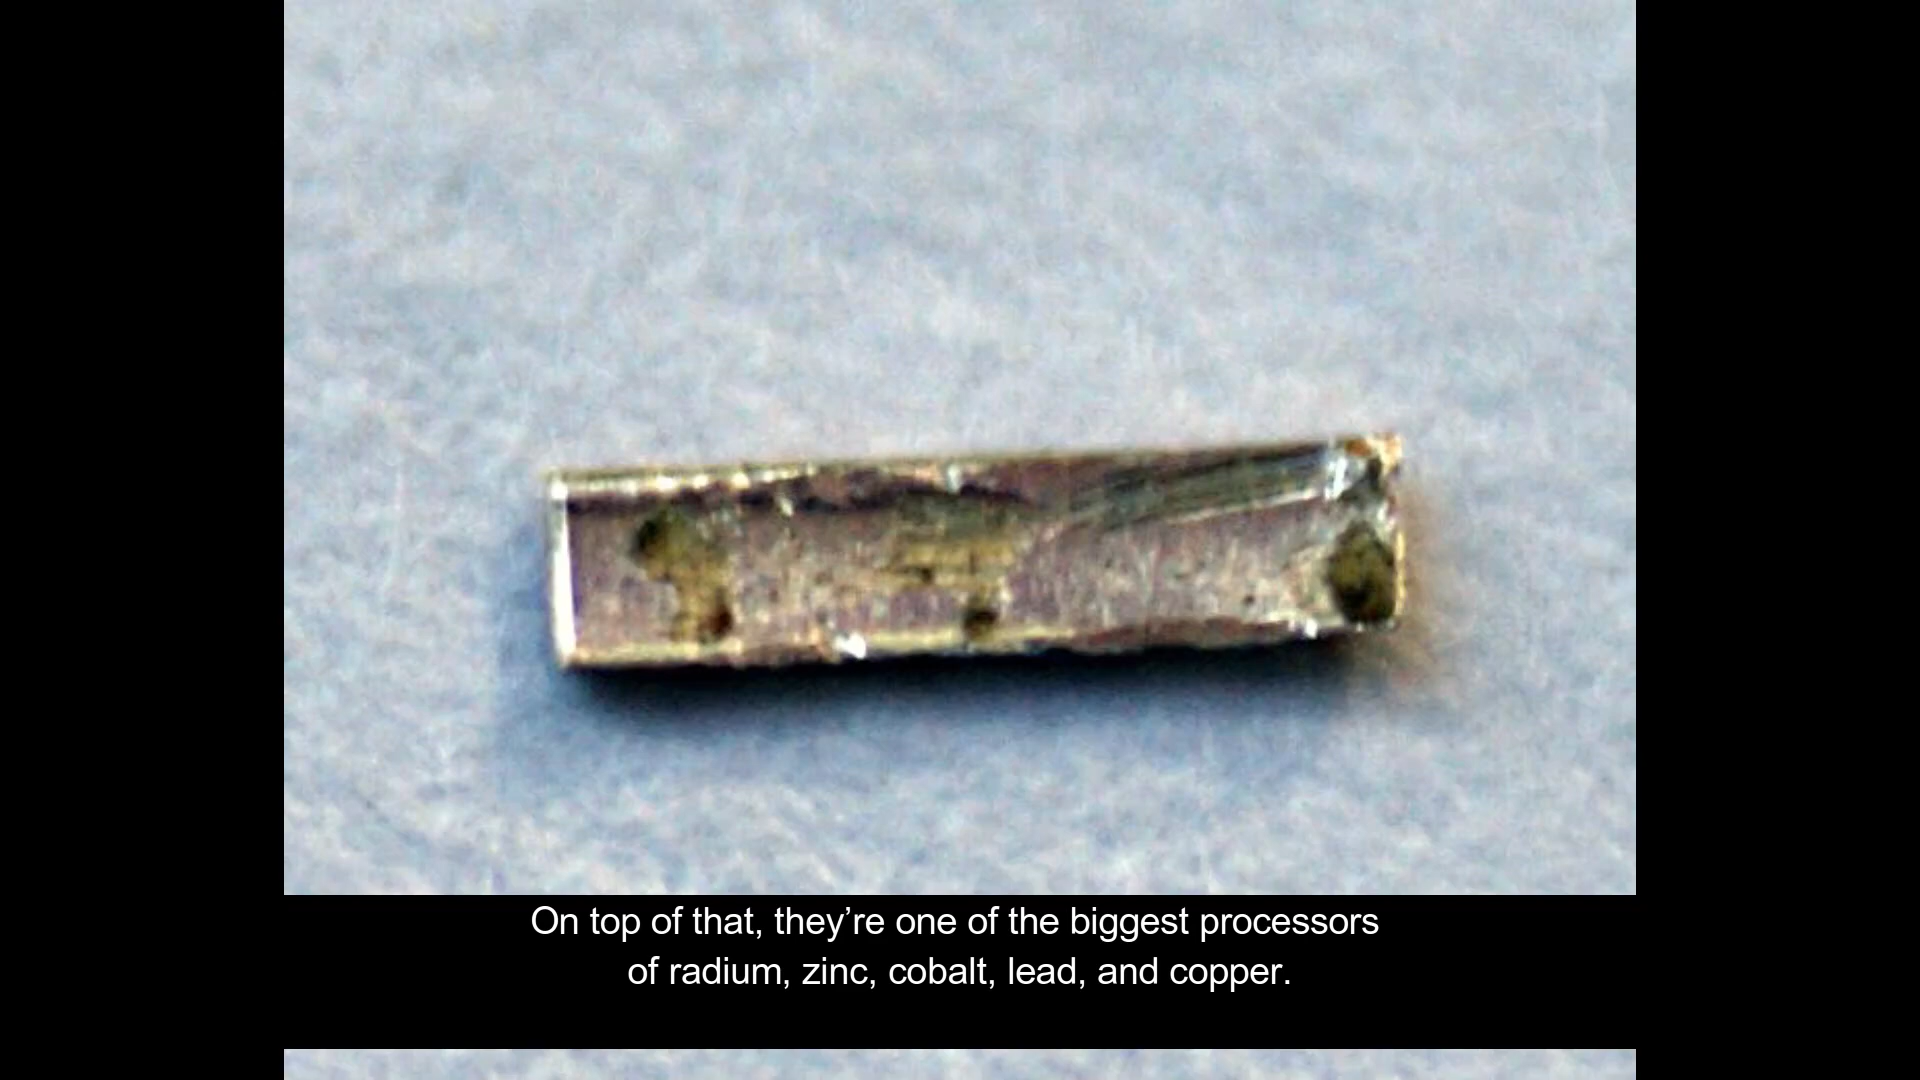 On top of that, they’re one of the biggest processors
of radium, zinc, cobalt, lead, and copper.